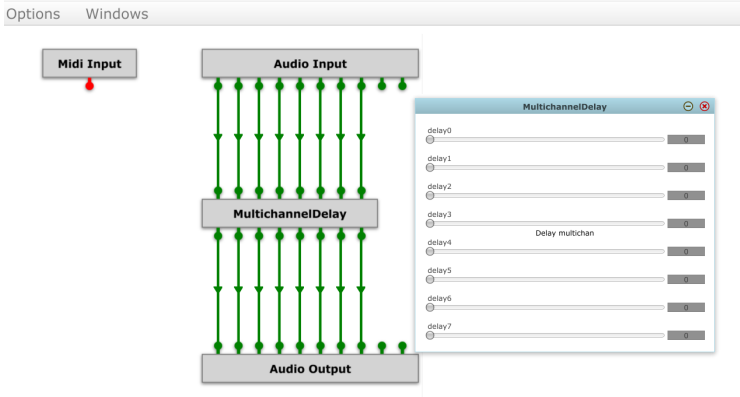 Options Windows
Midi Input
Audio Input
MultichannelDelay
delay0
0
delay1
0
delay2
0
delay3
0
Delay multichan
delay4
0
delay5
0
delay6
0
delay7
0
MultichannelDelay
Audio Output